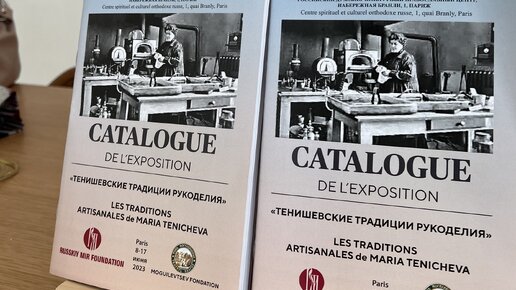 Centre spirituel et culturel orthodoxe russe, 1, quai Branly, Paris
CATALOGUE
DE L'EXPOSITION
«ТЕНИШЕВСКИЕ ТРАДИЦИИ РУКОДЕЛИЯ»
LES TRADITIONS
ARTISANALES de MARIA TENICHEVA
RUSSKIY MIR FOUNDATION
Paris
8-17
июня
2023
MOGUILEVTSEV FONDATION
НАБЕРЕЖНАЯ БРАНЛИ, 1, ПАРИЖ
Centre spirituel et culturel orthodoxe russe, 1, quai Branly, Paris
CATALOGUE
DE L'EXPOSITION
«ТЕНИШЕВСКИЕ ТРАДИЦИИ РУКОДЕЛИЯ»
LES TRADITIONS
ARTISANALES de MARIA TENICHEVA
Paris